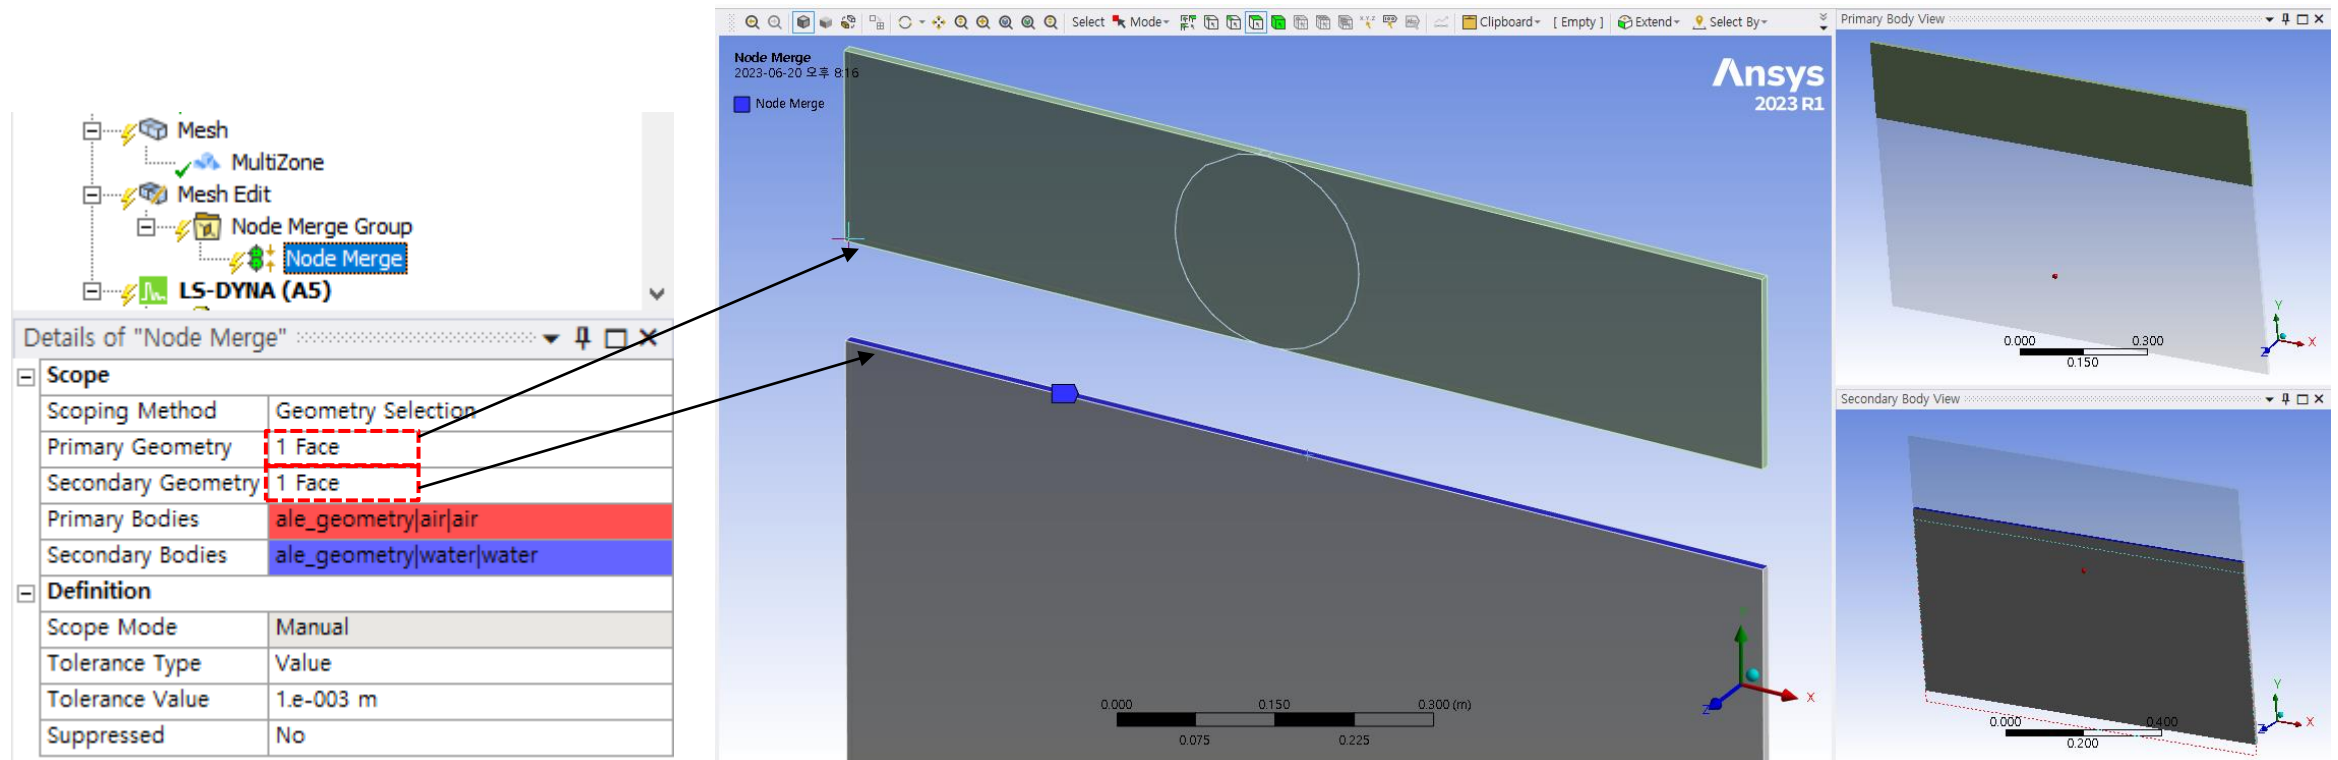 Mesh
MultiZone
Mesh Edit
Node Merge Group
Node Merge
LS-DYNA (A5)
Details of "Node Merge"
Scope
Scoping Method Geometry Selection
Primary Geometry 1 Face
Secondary Geometry 1 Face
Primary Bodies ale_geometry|air|air
Secondary Bodies ale_geometry|water|water
Definition
Scope Mode Manual
Tolerance Type Value
Tolerance Value 1.e-003 m
Suppressed No
Select Mode Clipboard [ Empty ] Extend Select By
Node Merge
2023-06-20 오후 8:16
Node Merge
Ansys
2023 R1
0.000 0.150 0.300 (m)
0.075 0.225
Y
X
Z
Primary Body View
0.000 0.300
0.150
Y
X
Z
Secondary Body View
0.000 0.400
0.200
Y
X
Z